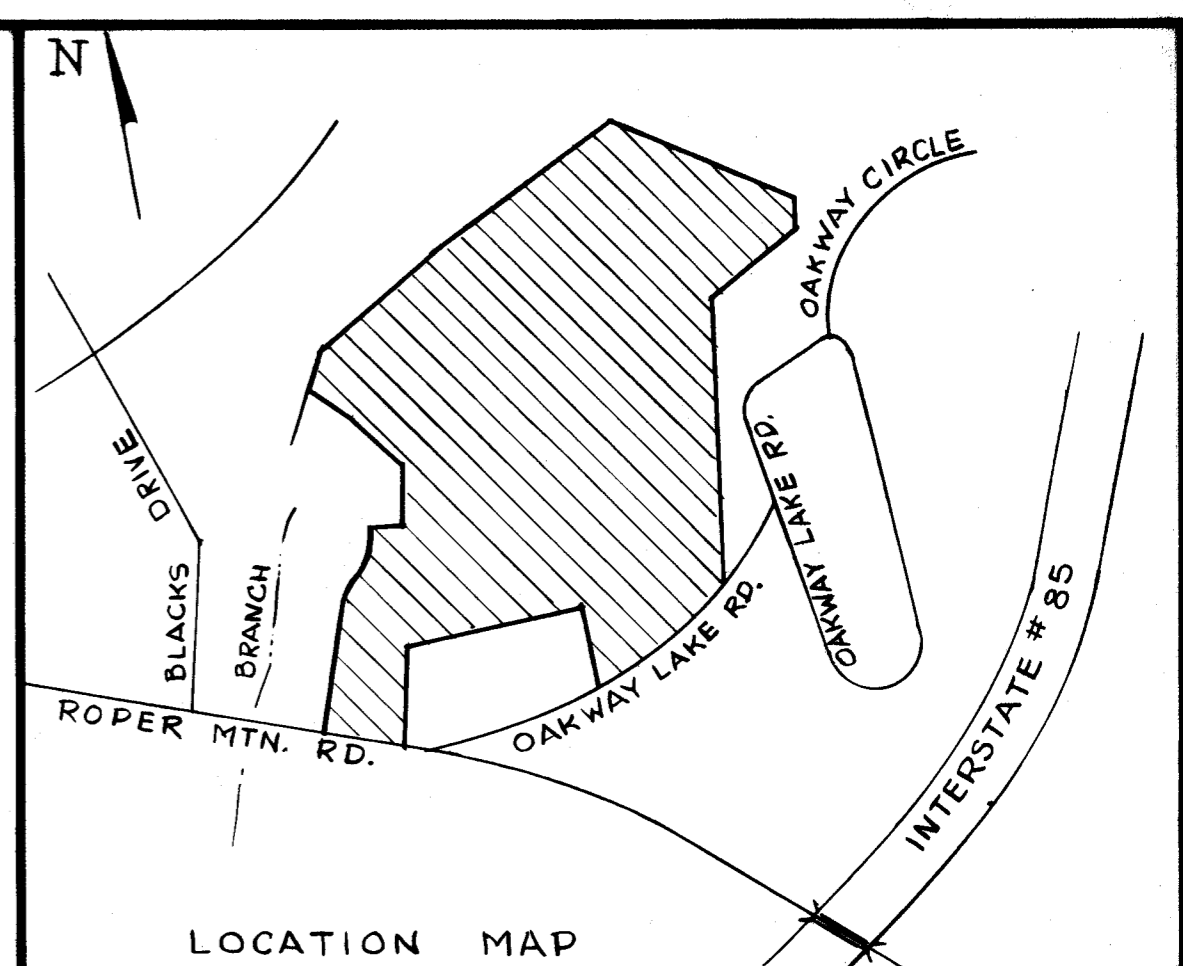 N
OAKWAY CIRCLE
DRIVE
BLACKS
BRANCH
OAKWAY LAKE RD.
OAKWAY LAKE RD.
ROPER MTN. RD.
INTERSTATE # 85
LOCATION MAP